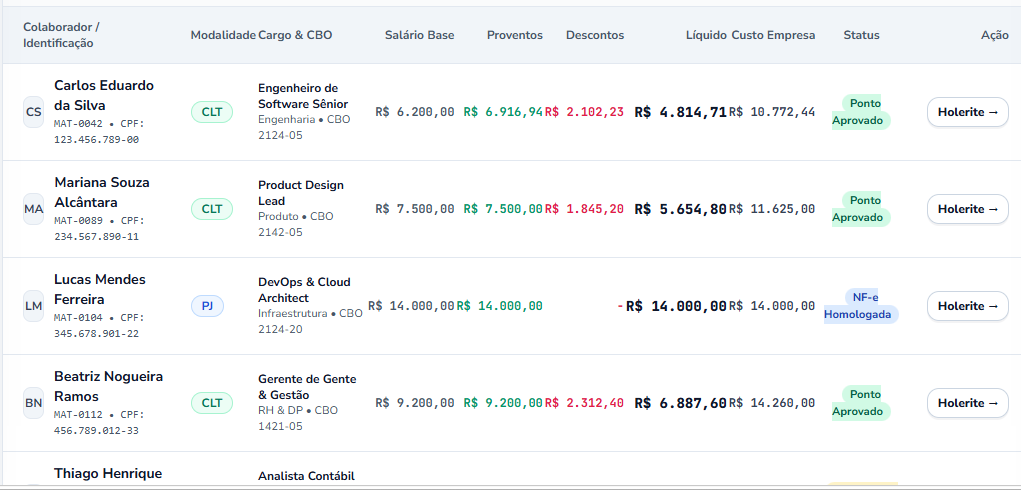 Colaborador /
Identificação
Modalidade Cargo & CBO Salário Base Proventos Descontos Líquido Custo Empresa Status Ação
CS
Carlos Eduardo
da Silva
MAT-0042 • CPF:
123.456.789-00
CLT
Engenheiro de
Software Sênior
Engenharia • CBO
2124-05
R$ 6.200,00 R$ 6.916,94 R$ 2.102,23 R$ 4.814,71 R$ 10.772,44
Ponto
Aprovado
Holerite →
MA
Mariana Souza
Alcântara
MAT-0089 • CPF:
234.567.890-11
CLT
Product Design
Lead
Produto • CBO
2142-05
R$ 7.500,00 R$ 7.500,00 R$ 1.845,20 R$ 5.654,80 R$ 11.625,00
Ponto
Aprovado
Holerite →
LM
Lucas Mendes
Ferreira
MAT-0104 • CPF:
345.678.901-22
PJ
DevOps & Cloud
Architect
Infraestrutura • CBO
2124-20
R$ 14.000,00 R$ 14.000,00 - R$ 14.000,00 R$ 14.000,00
NF-e
Homologada
Holerite →
BN
Beatriz Nogueira
Ramos
MAT-0112 • CPF:
456.789.012-33
CLT
Gerente de Gente
& Gestão
RH & DP • CBO
1421-05
R$ 9.200,00 R$ 9.200,00 R$ 2.312,40 R$ 6.887,60 R$ 14.260,00
Ponto
Aprovado
Holerite →
Thiago Henrique
Analista Contábil